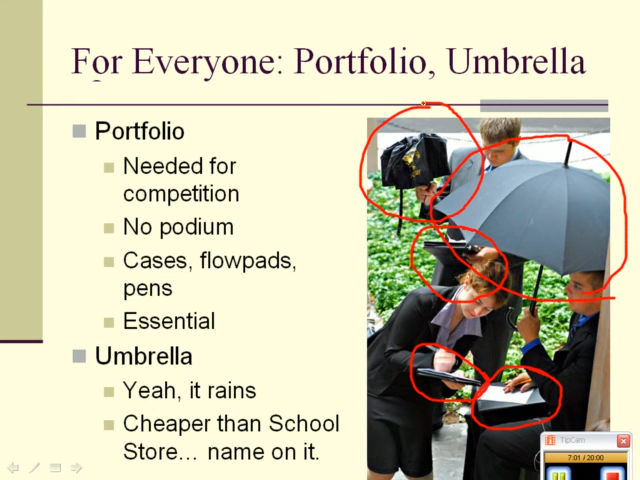 For Everyone: Portfolio, Umbrella
Portfolio
Needed for
competition
No podium
Cases, flowpads,
pens
Essential
Umbrella
Yeah, it rains
Cheaper than School
Store... name on it.
TipCam
7:01 / 20:00